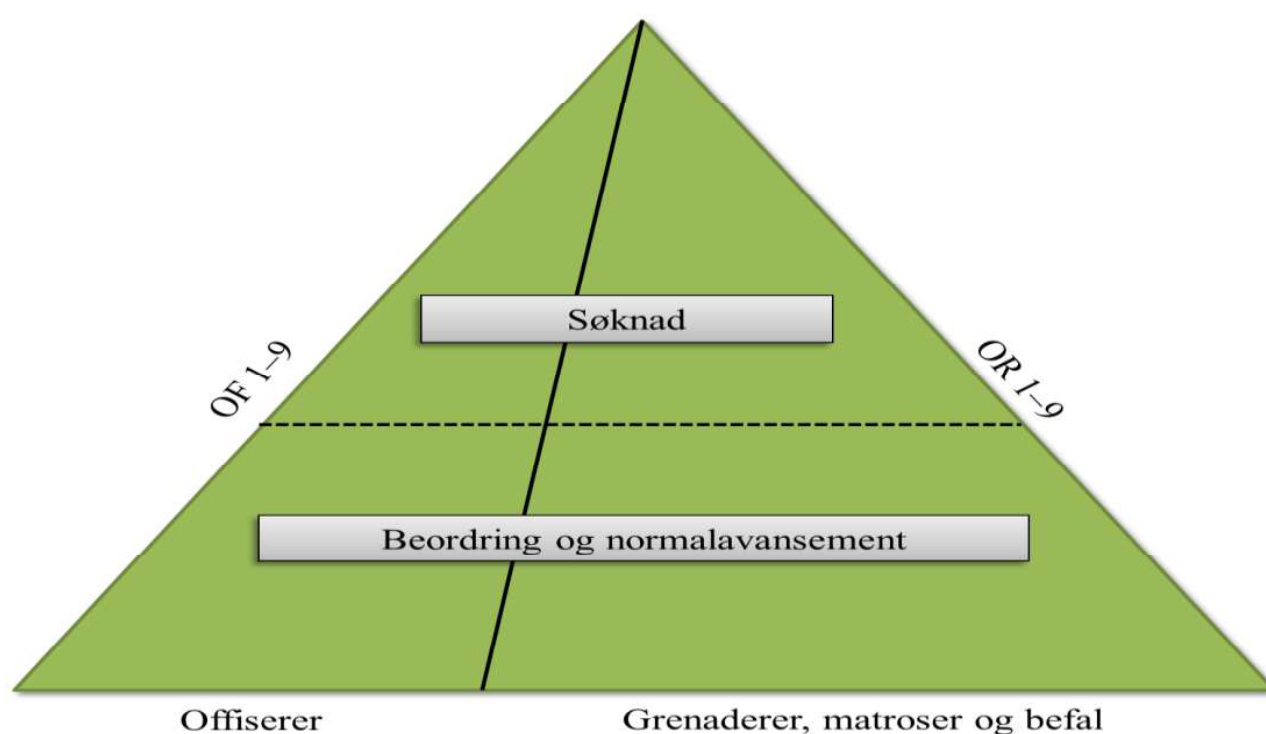 Søknad
OF 1–9
OR 1–9
Beordring og normalavansement
Offiserer
Grenaderer, matroser og befal